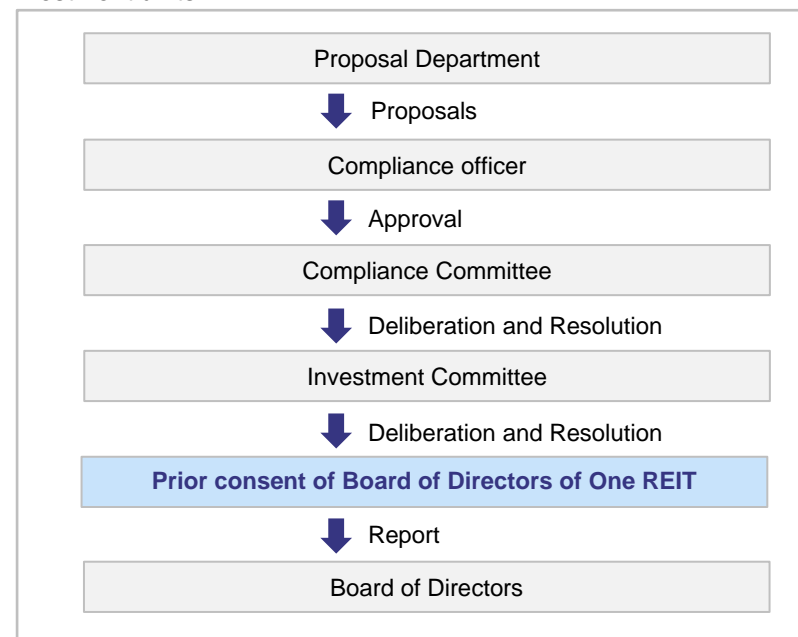 Proposal Department
Proposals
Compliance officer
Approval
Compliance Committee
Deliberation and Resolution
Investment Committee
Deliberation and Resolution
Prior consent of Board of Directors of One REIT
Report
Board of Directors